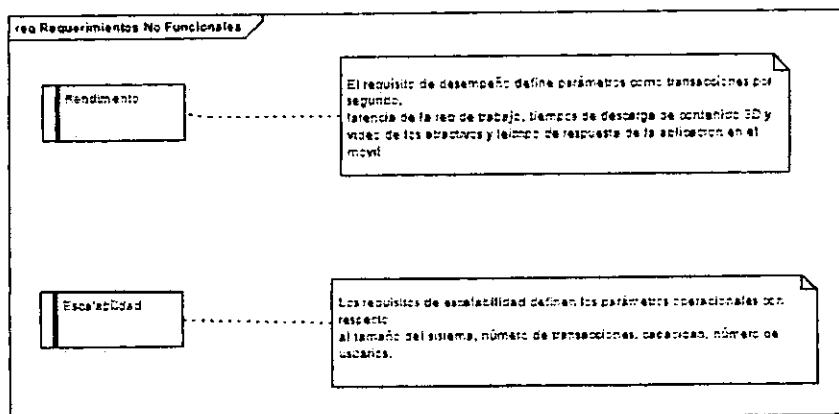 req Requerimientos No Funcionales
Rendimiento
El requisito de desempeño define parámetros como transacciones por
segundo,
latencia de la red de trabajo, tiempos de descarga de contenido 3D y
video de los atractivos y tiempo de respuesta de la aplicacion en el
movil
Escalabilidad
Los requisitos de escalabilidad definen los parámetros operacionales con
respecto
al tamaño del sistema, número de transacciones, capacidad, número de
usuarios.